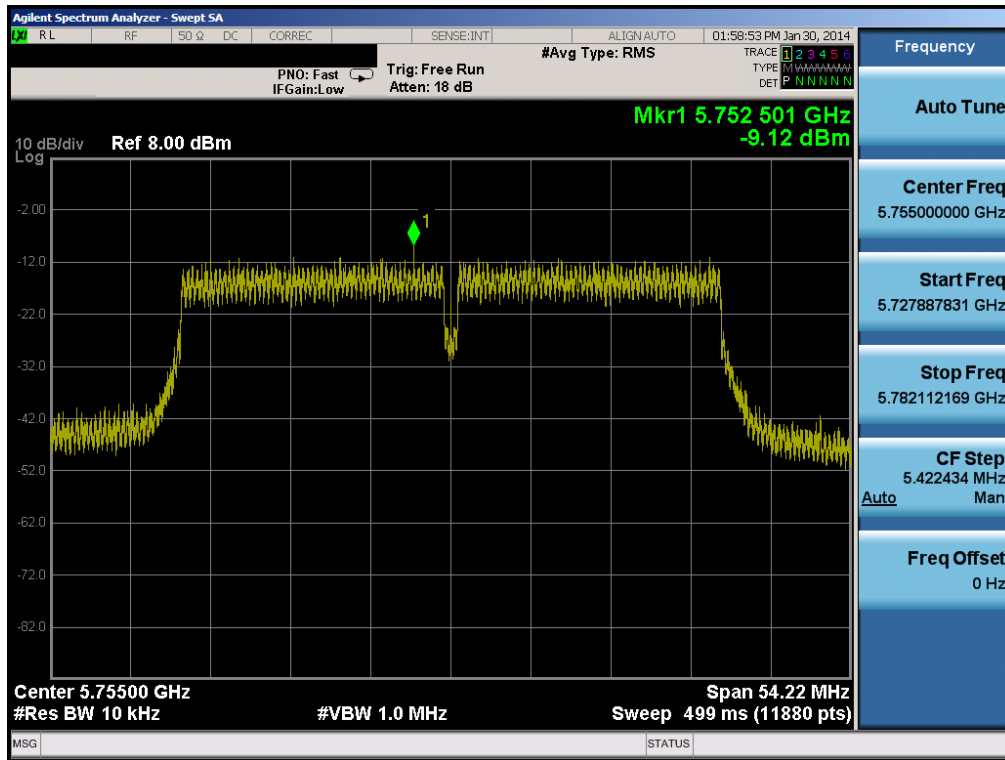 Agilent Spectrum Analyzer - Swept SA
LXI RL RF 50 Ω DC CORREC SENSE:INT ALIGN AUTO 01:58:53 PM Jan 30, 2014
PNO: Fast
IFGain:Low
Trig: Free Run
Atten: 18 dB
#Avg Type: RMS
TRACE 1 2 3 4 5 6
TYPE M WWWWW
DET P N N N N N
Mkr1 5.752 501 GHz
-9.12 dBm
10 dB/div Ref 8.00 dBm
Log
1
-2.00
-12.0
-22.0
-32.0
-42.0
-52.0
-62.0
-72.0
-82.0
Center 5.75500 GHz Span 54.22 MHz
#Res BW 10 kHz #VBW 1.0 MHz Sweep 499 ms (11880 pts)
MSG STATUS
Frequency
Auto Tune
Center Freq
5.755000000 GHz
Start Freq
5.727887831 GHz
Stop Freq
5.782112169 GHz
CF Step
5.422434 MHz
Auto Man
Freq Offset
0 Hz